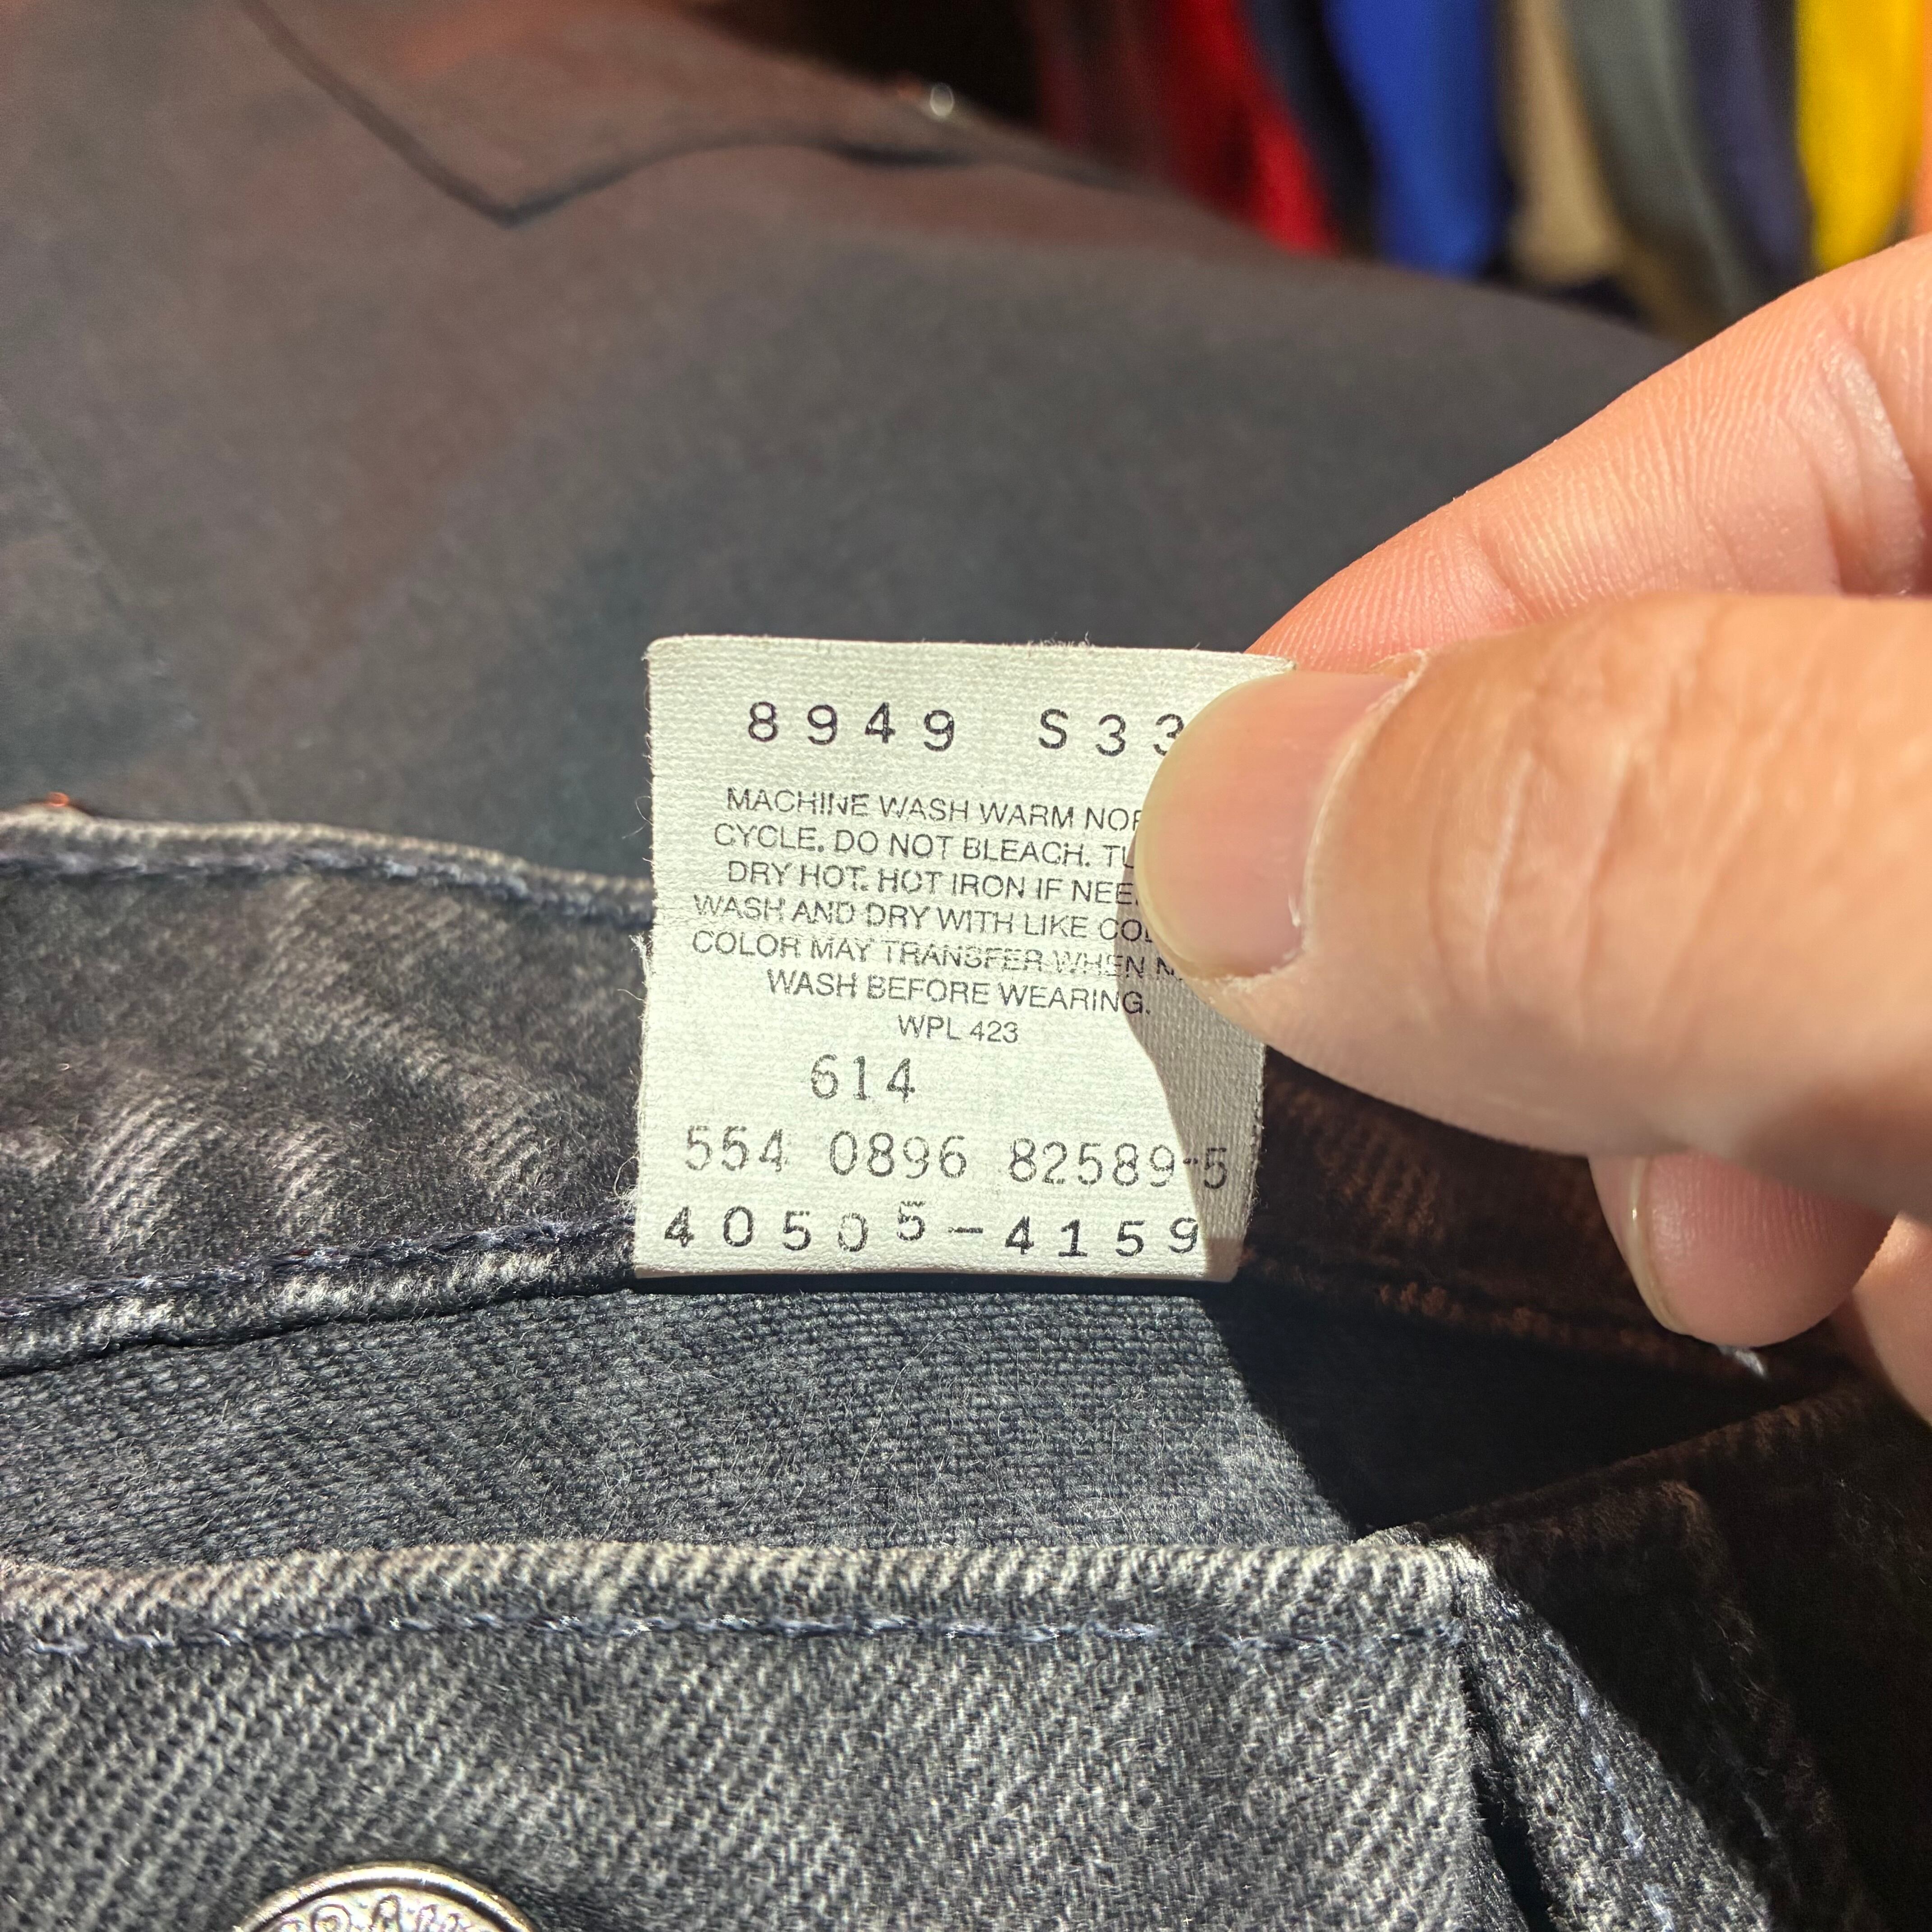 8949 S33
MACHINE WASH WARM
CYCLE. DO NOT BLEACH.
DRY HOT. HOT IRON IF
WASH AND DRY WITH LIKE
COLOR MAY TRANSFER WHEN
WASH BEFORE WEARING.
WPL 423
614
554 0896 82589-5
40505-4159